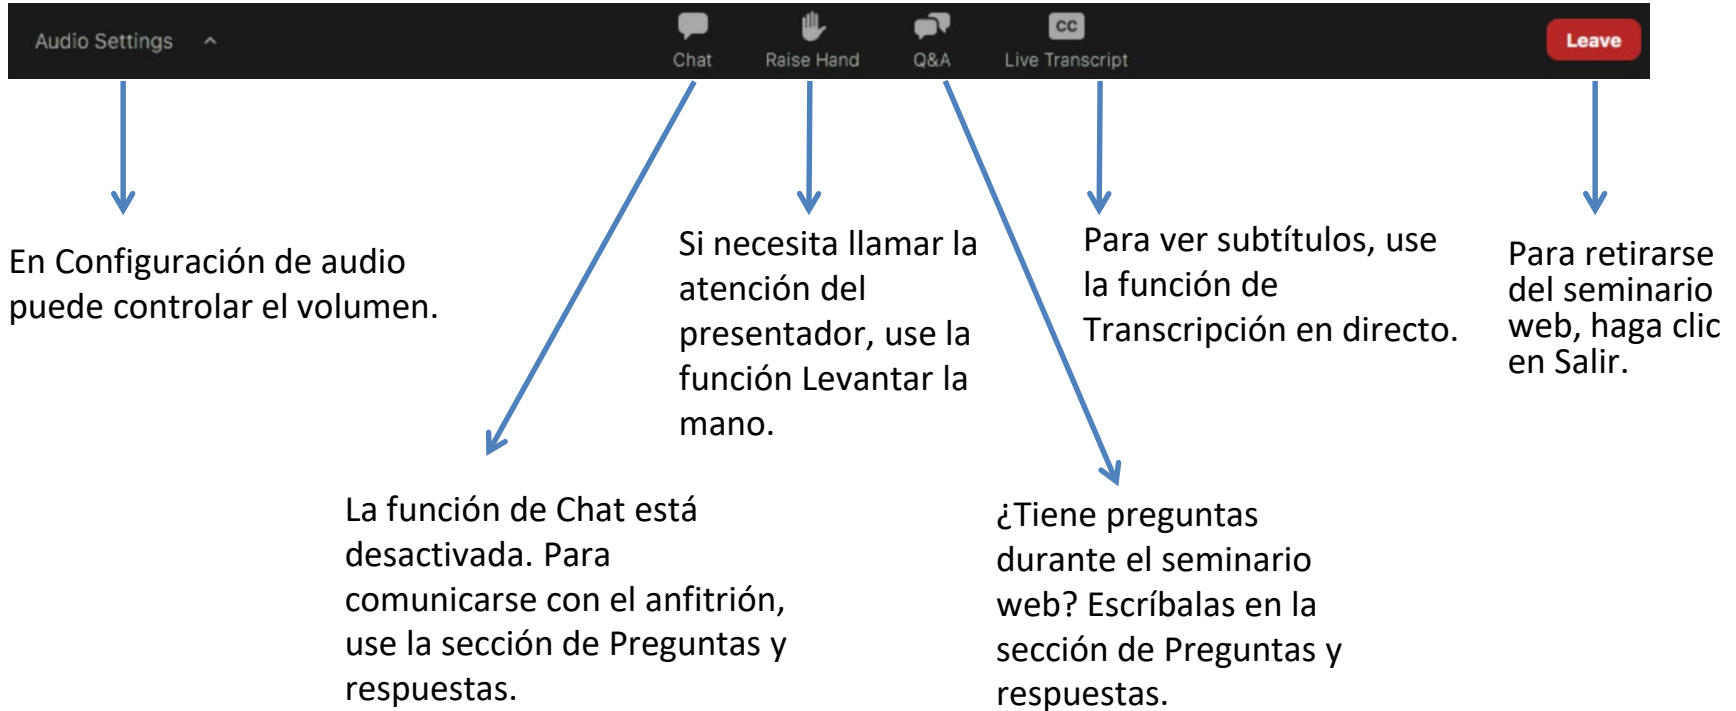 Audio Settings
Chat
Raise Hand
Q&A
CC
Live Transcript
Leave
En Configuración de audio
puede controlar el volumen.
La función de Chat está
desactivada. Para
comunicarse con el anfitrión,
use la sección de Preguntas y
respuestas.
Si necesita llamar la
atención del
presentador, use la
función Levantar la
mano.
¿Tiene preguntas
durante el seminario
web? Escríbalas en la
sección de Preguntas y
respuestas.
Para ver subtítulos, use
la función de
Transcripción en directo.
Para retirarse
del seminario
web, haga clic
en Salir.